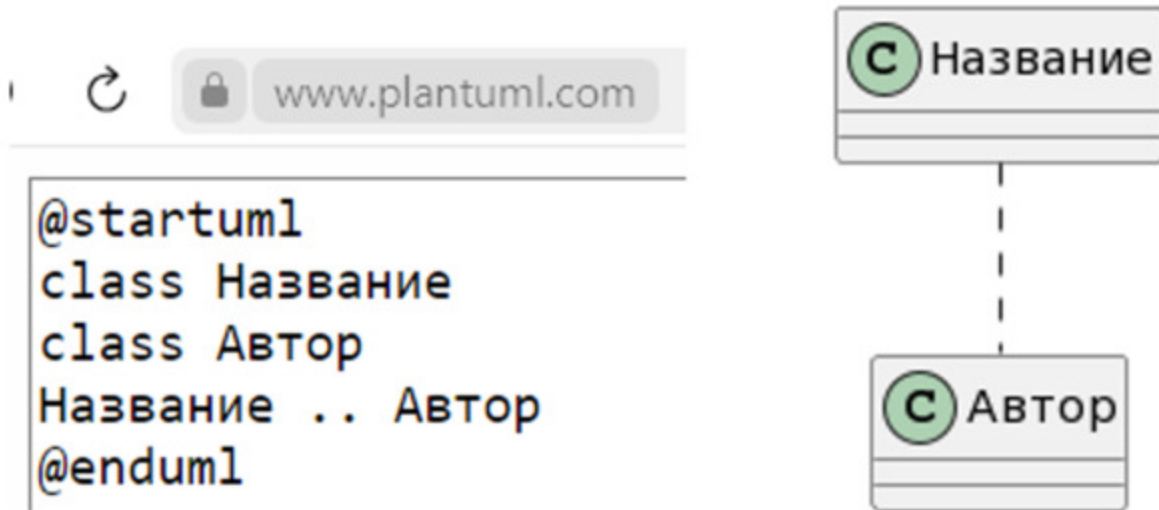 www.plantuml.com
@startuml
class Название
class Автор
Название .. Автор
@enduml
C Название
C Автор